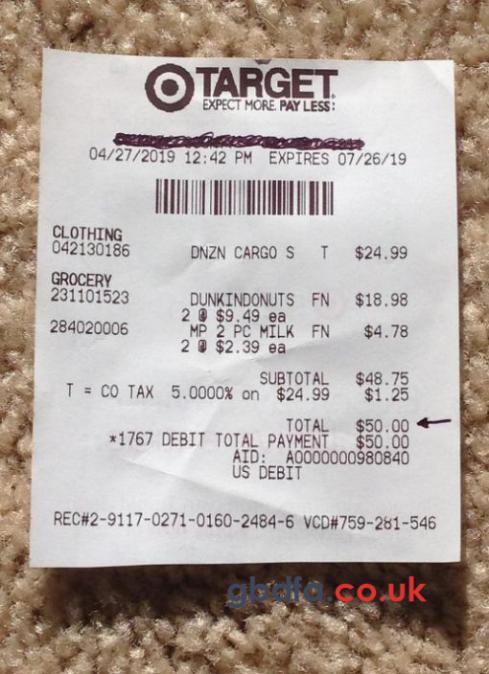 TARGET
EXPECT MORE. PAY LESS:
04/27/2019 12:42 PM EXPIRES 07/26/19
CLOTHING
042130186 DNZN CARGO S T $24.99
GROCERY
231101523 DUNKINDONUTS FN $18.98
2 @ $9.49 ea
284020006 MP 2 PC MILK FN $4.78
2 @ $2.39 ea
SUBTOTAL $48.75
T = CO TAX 5.0000% on $24.99 $1.25
TOTAL $50.00
*1767 DEBIT TOTAL PAYMENT $50.00
AID: A0000000980840
US DEBIT
REC#2-9117-0271-0160-2484-6 VCD#759-281-546
gbdfa.co.uk